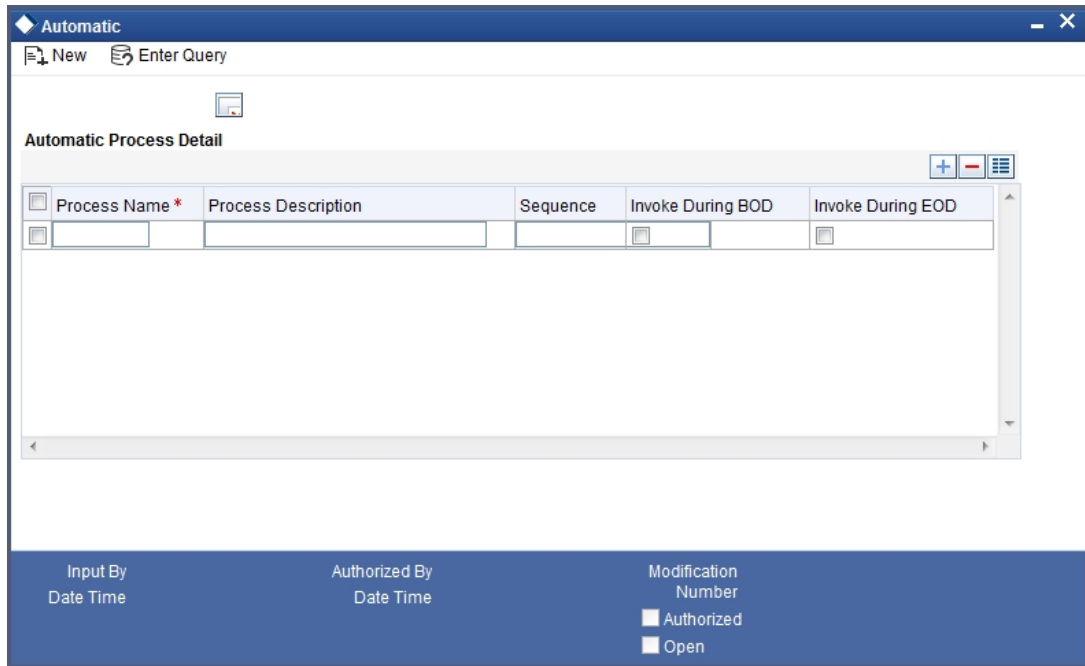 Automatic
New Enter Query
Automatic Process Detail
Process Name * Process Description Sequence Invoke During BOD Invoke During EOD
Input By Authorized By Modification
Date Time Date Time Number
Authorized
Open